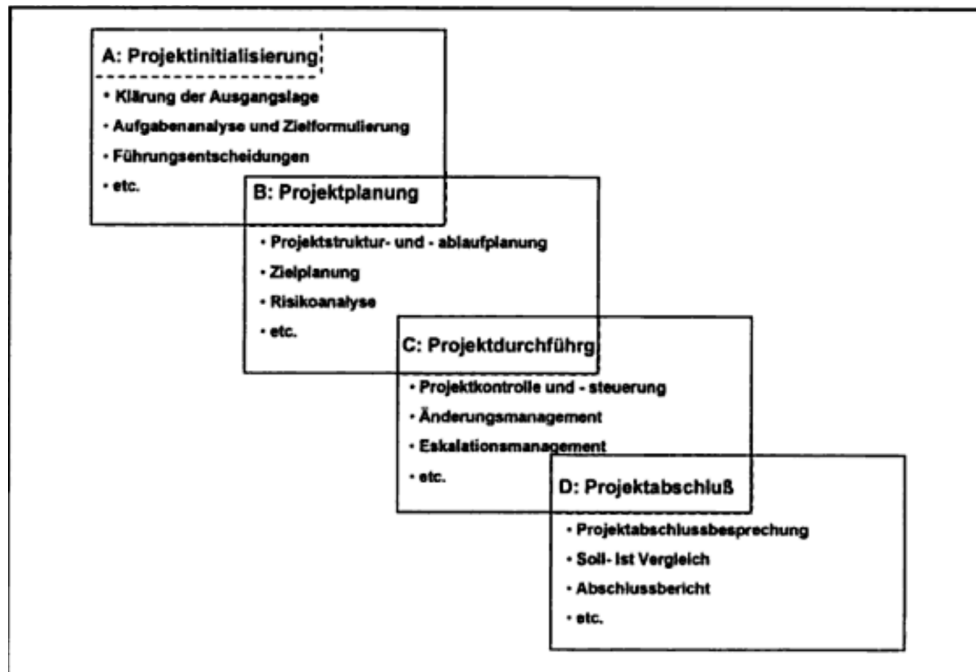 A: Projektinitialisierung
• Klärung der Ausgangslage
• Aufgabenanalyse und Zielformulierung
• Führungsentscheidungen
• etc.
B: Projektplanung
• Projektstruktur- und - ablaufplanung
• Zielplanung
• Risikoanalyse
• etc.
C: Projektdurchführg
• Projektkontrolle und - steuerung
• Änderungsmanagement
• Eskalationsmanagement
• etc.
D: Projektabschluß
• Projektabschlussbesprechung
• Soll- Ist Vergleich
• Abschlussbericht
• etc.